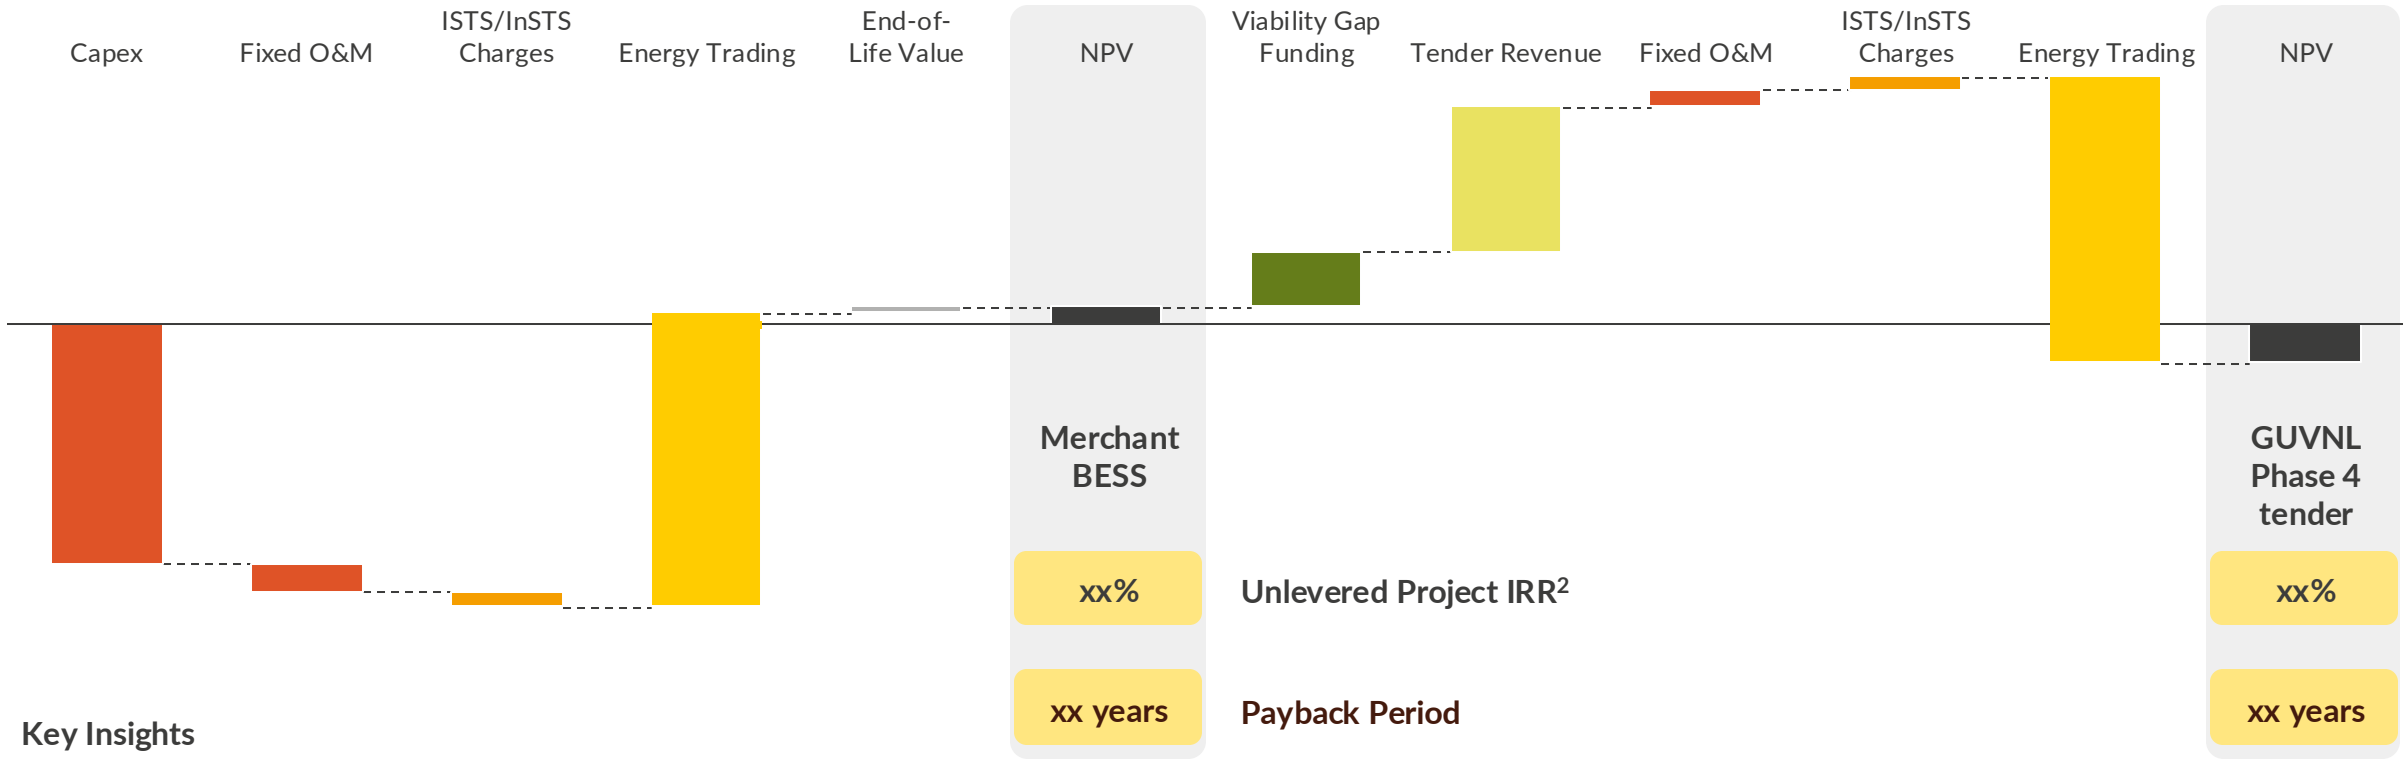 Capex
Fixed O&M
ISTS/InSTS
Charges
Energy Trading
End-of-
Life Value
NPV
Viability Gap
Funding
Tender Revenue
Fixed O&M
ISTS/InSTS
Charges
Energy Trading
NPV
Merchant
BESS
GUVNL
Phase 4
tender
xx%
Unlevered Project IRR²
xx%
xx years
Payback Period
xx years
Key Insights